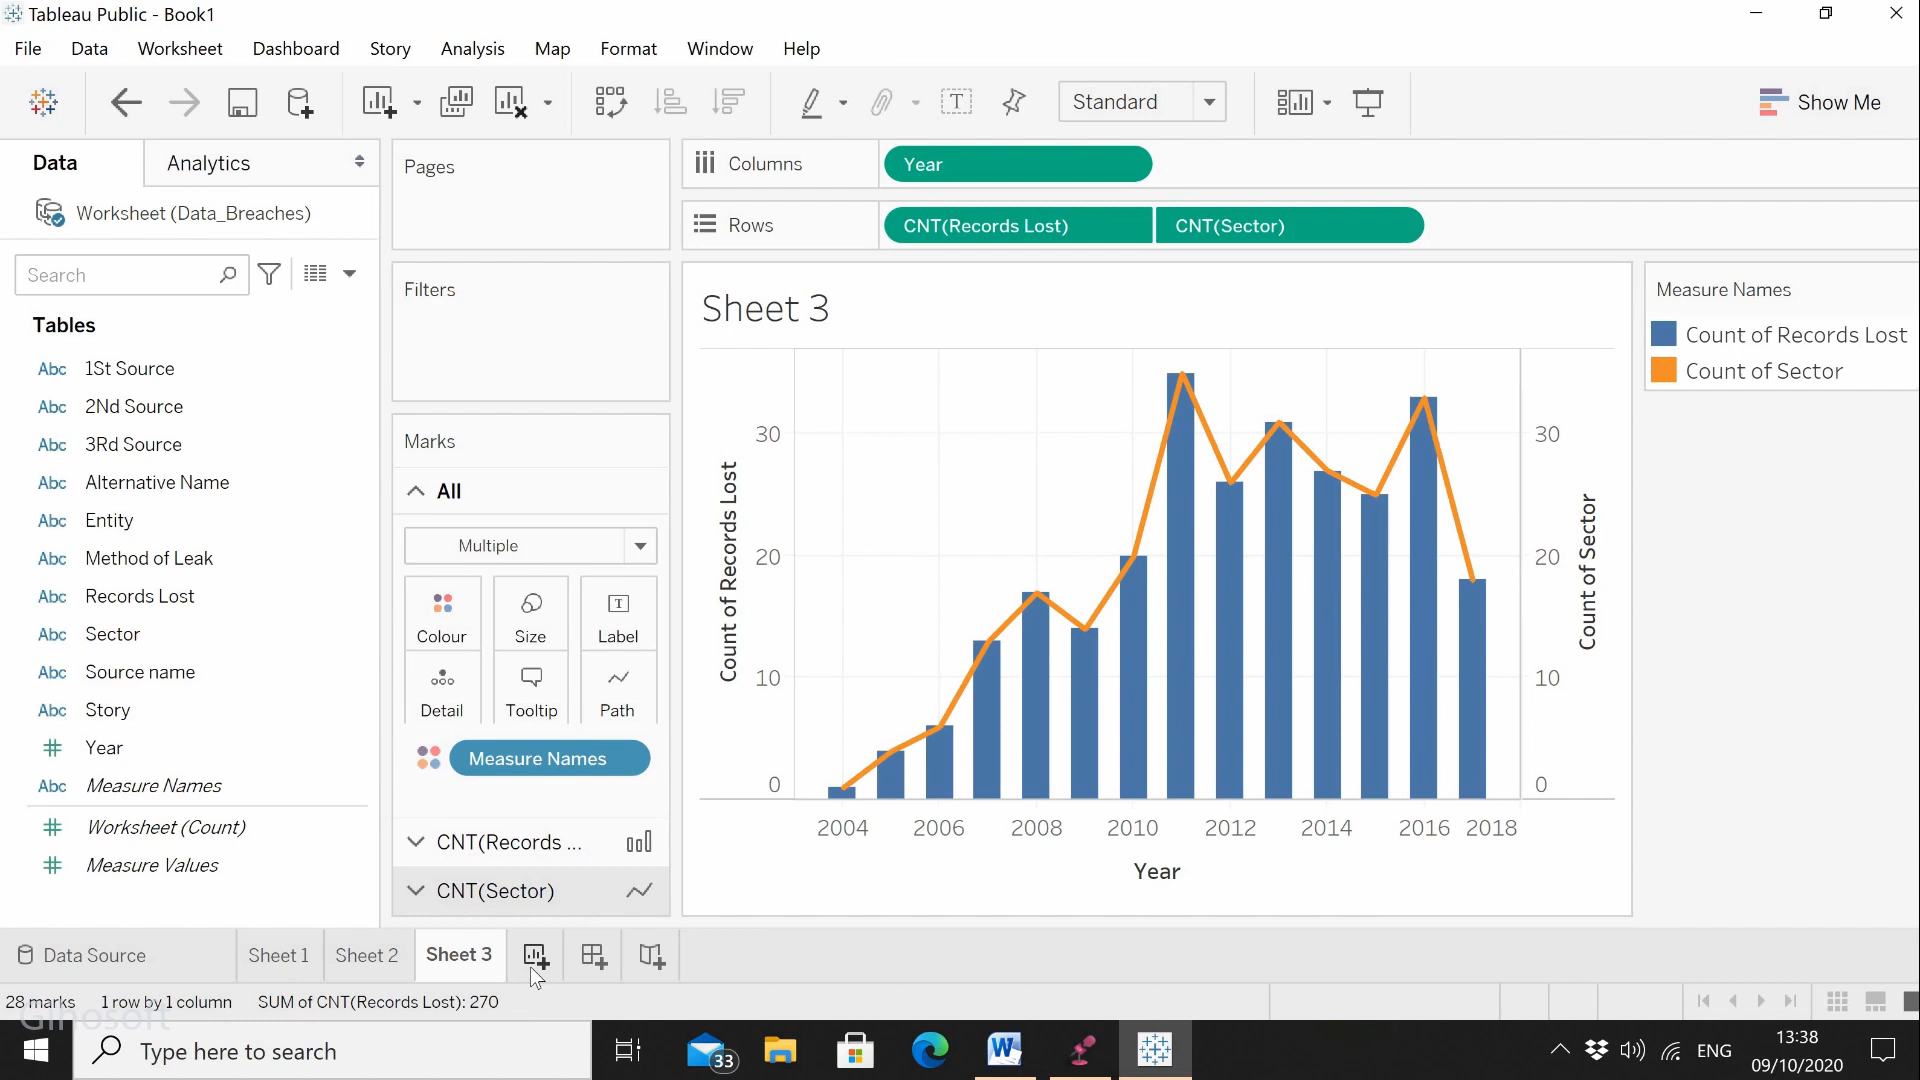 Tableau Public - Book1
File Data Worksheet Dashboard Story Analysis Map Format Window Help
Standard
Show Me
Data
Analytics
Worksheet (Data_Breaches)
Search
Tables
Abc 1St Source
Abc 2Nd Source
Abc 3Rd Source
Abc Alternative Name
Abc Entity
Abc Method of Leak
Abc Records Lost
Abc Sector
Abc Source name
Abc Story
# Year
Abc Measure Names
# Worksheet (Count)
# Measure Values
Pages
Filters
Marks
All
Multiple
Colour Size Label
Detail Tooltip Path
Measure Names
CNT(Records ...
CNT(Sector)
Columns Year
Rows CNT(Records Lost) CNT(Sector)
Sheet 3
Count of Records Lost
30
20
10
0
30
20
10
0
Count of Sector
2004 2006 2008 2010 2012 2014 2016 2018
Year
Measure Names
Count of Records Lost
Count of Sector
Data Source Sheet 1 Sheet 2 Sheet 3
28 marks 1 row by 1 column SUM of CNT(Records Lost): 270
Gihosoft
Type here to search
33
W
ENG
13:38
09/10/2020